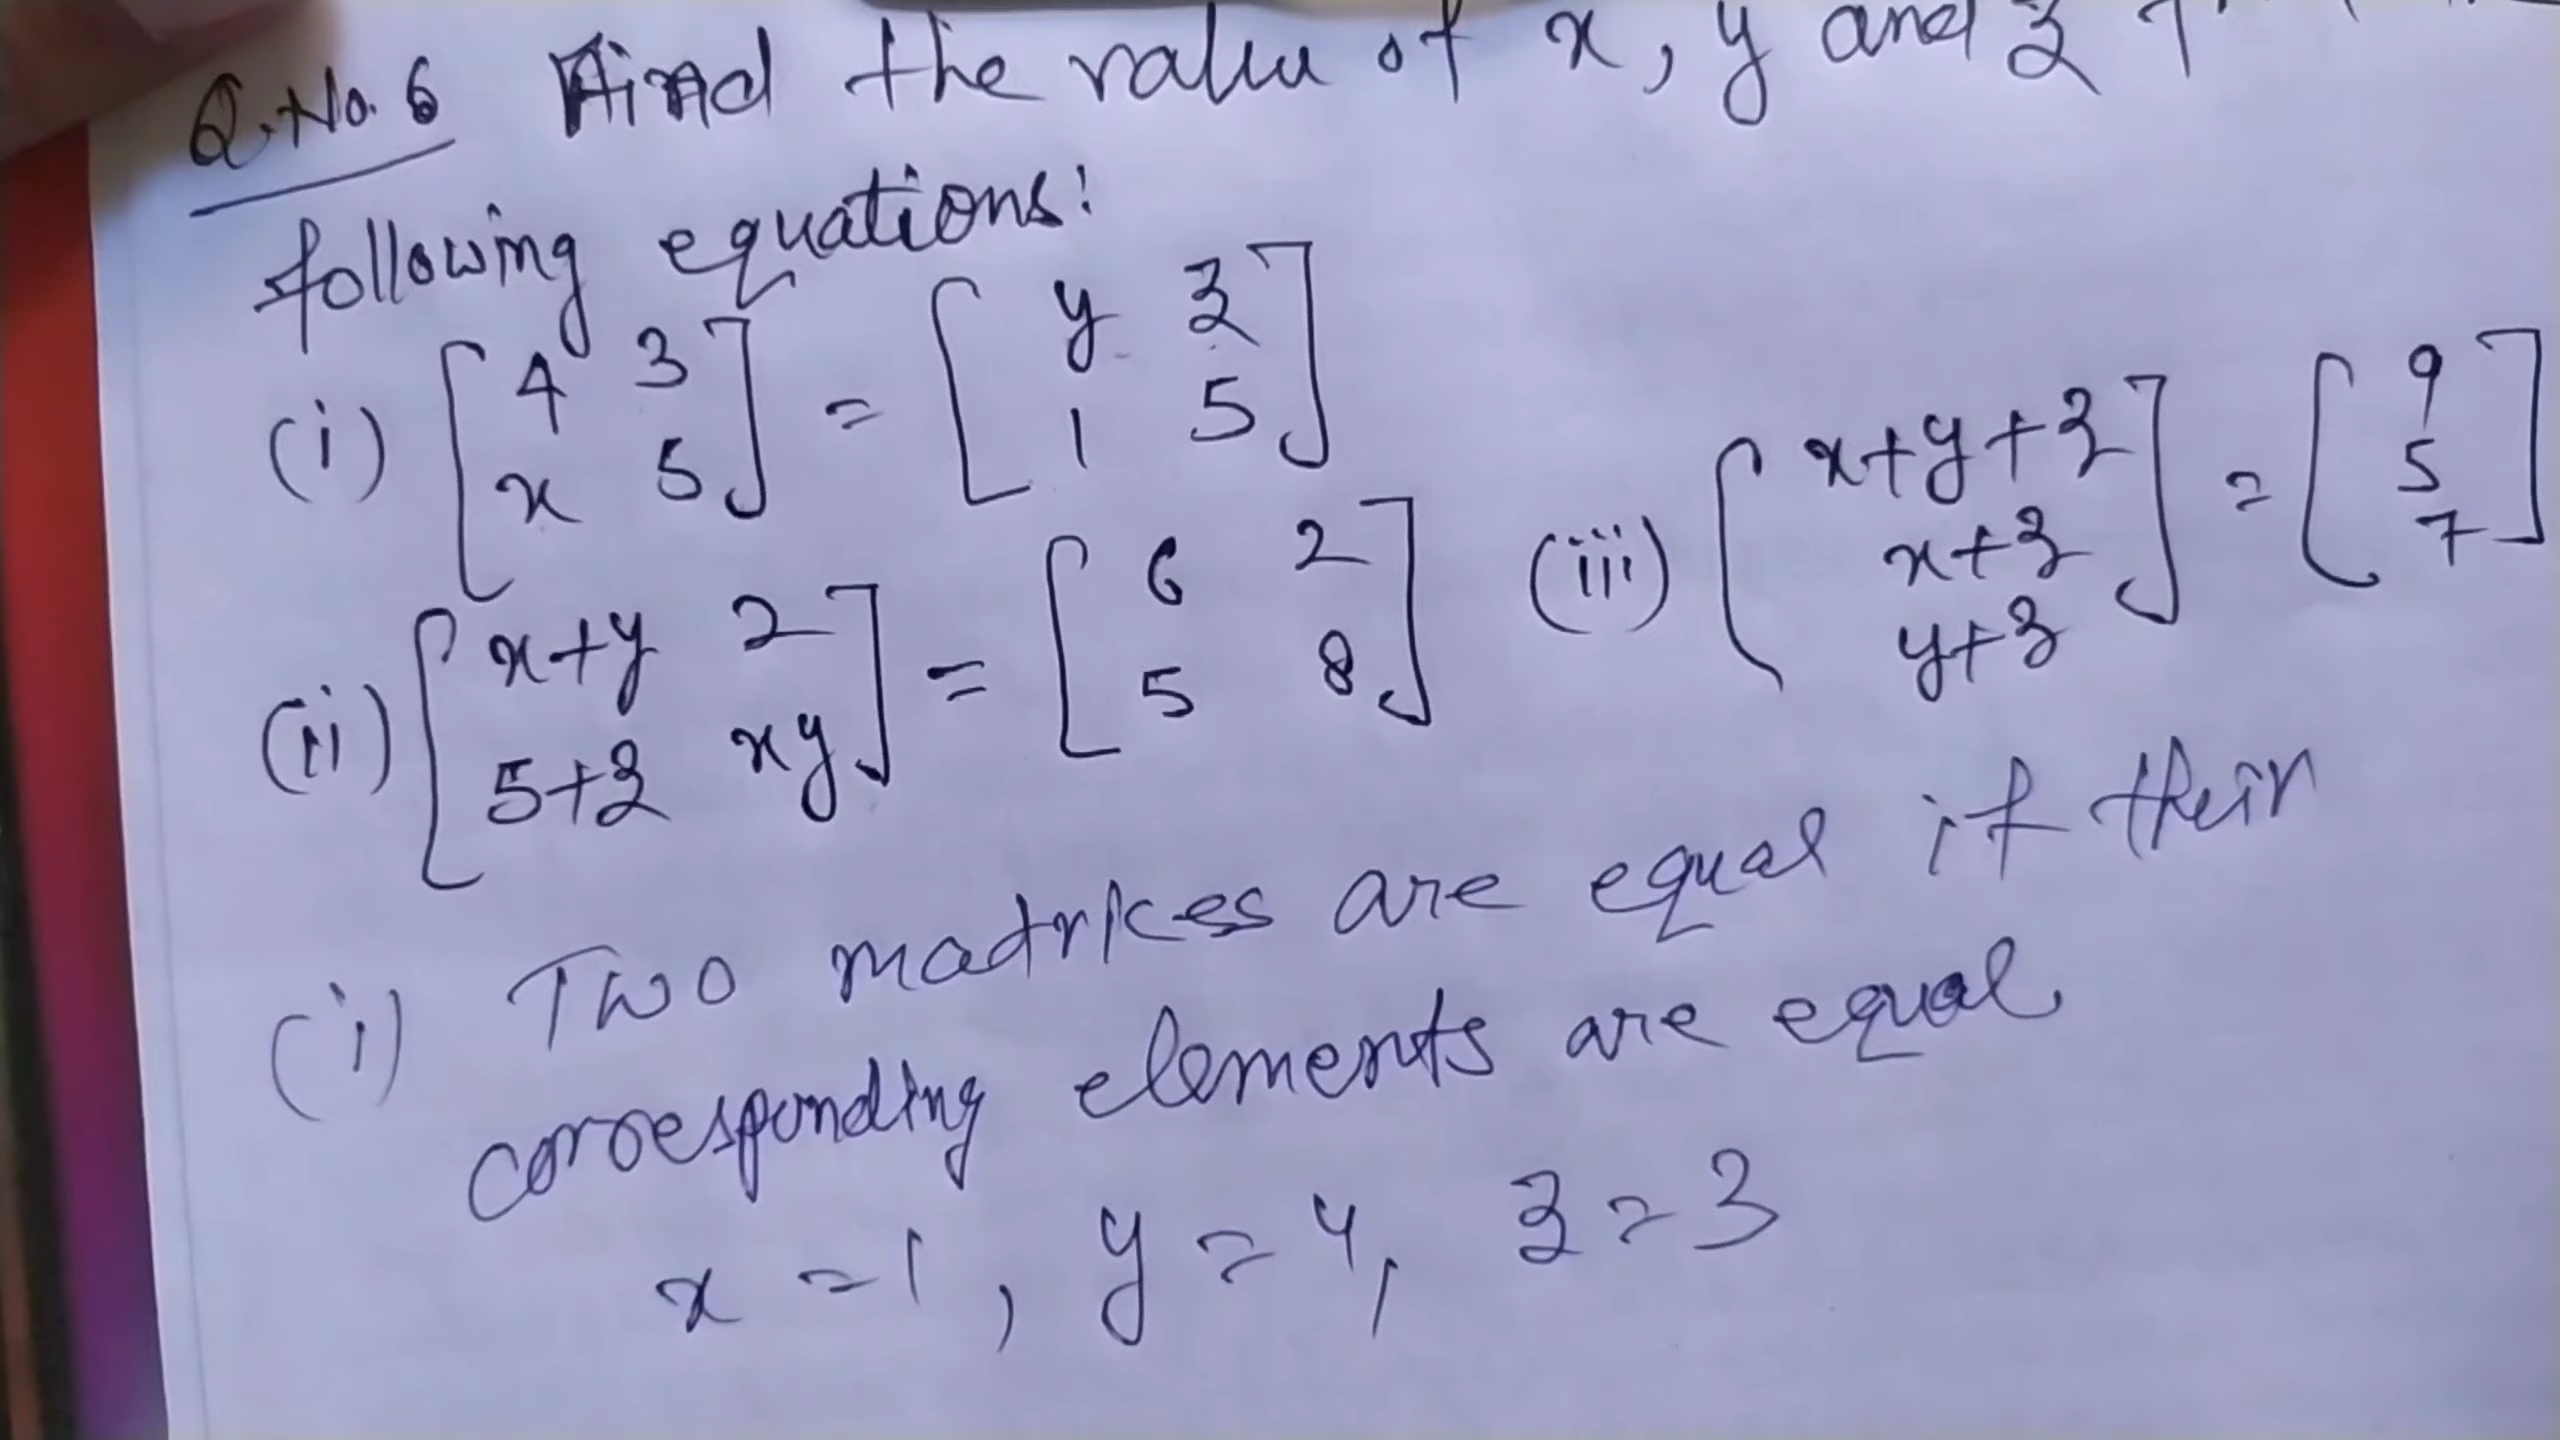 Q.No. 6 Find the value of x, y and z
following equations:
(i) [4 3
x 5] = [y z
1 5]
(ii) [x+y 2
5+z xy] = [6 2
5 8]
(iii) [x+y+z
x+z
y+z] = [9
5
7]
(i) Two matrices are equal if their
corresponding elements are equal
x = 1, y = 4, z = 3